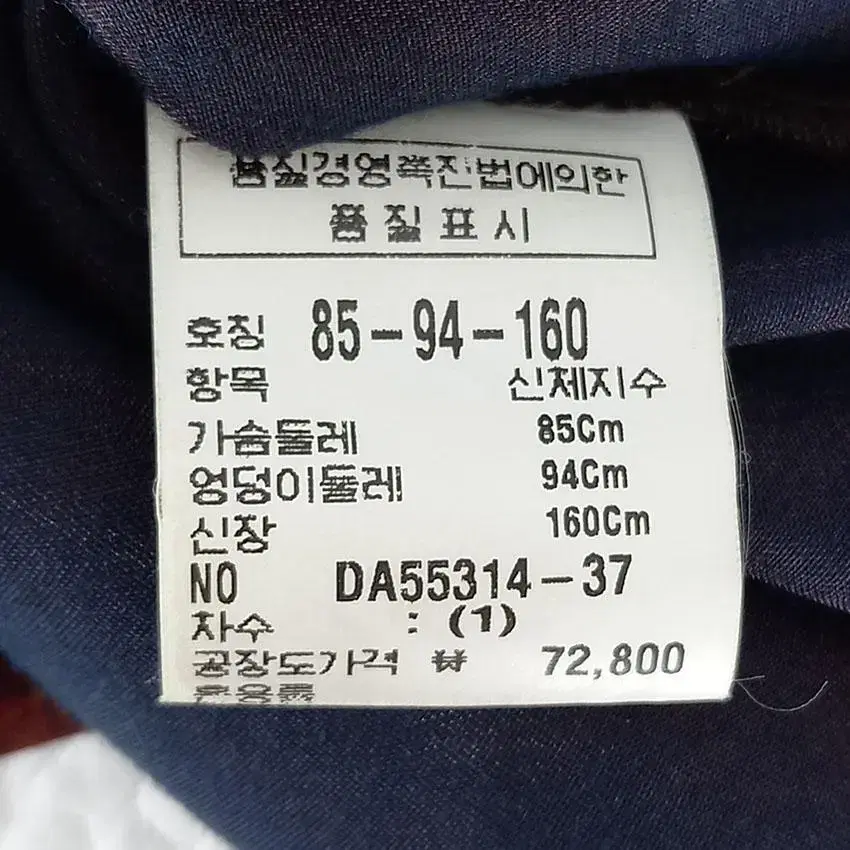 품질경영촉진법에의한
품질표시
호칭 85-94-160
항목 신체지수
가슴둘레 85Cm
엉덩이둘레 94Cm
신장 160Cm
NO DA55314-37
차수 : (1)
공장도가격 ₩ 72,800